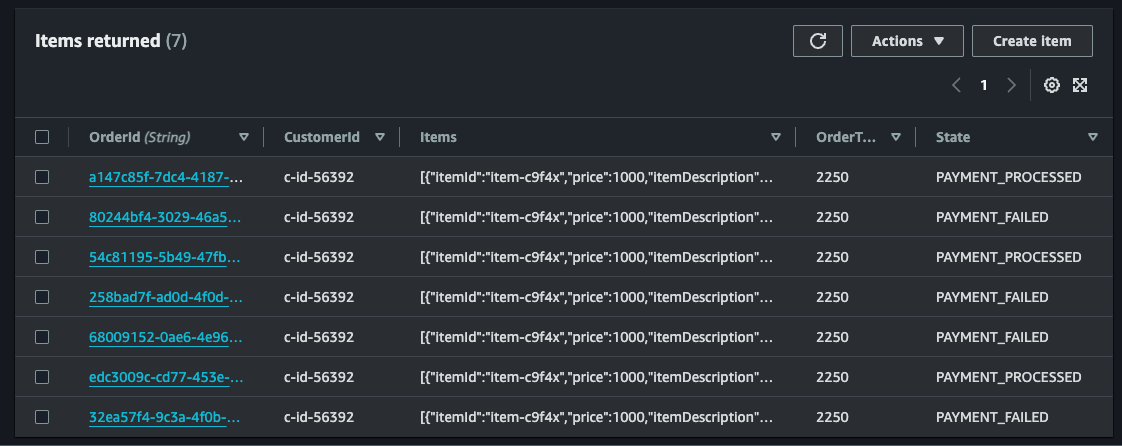 Items returned (7)
Actions
Create item
1
OrderId (String) CustomerId Items OrderT... State
a147c85f-7dc4-4187-... c-id-56392 [{"itemId":"item-c9f4x","price":1000,"itemDescription"... 2250 PAYMENT_PROCESSED
80244bf4-3029-46a5... c-id-56392 [{"itemId":"item-c9f4x","price":1000,"itemDescription"... 2250 PAYMENT_FAILED
54c81195-5b49-47fb... c-id-56392 [{"itemId":"item-c9f4x","price":1000,"itemDescription"... 2250 PAYMENT_PROCESSED
258bad7f-ad0d-4f0d-... c-id-56392 [{"itemId":"item-c9f4x","price":1000,"itemDescription"... 2250 PAYMENT_FAILED
68009152-0ae6-4e96... c-id-56392 [{"itemId":"item-c9f4x","price":1000,"itemDescription"... 2250 PAYMENT_FAILED
edc3009c-cd77-453e-... c-id-56392 [{"itemId":"item-c9f4x","price":1000,"itemDescription"... 2250 PAYMENT_PROCESSED
32ea57f4-9c3a-4f0b-... c-id-56392 [{"itemId":"item-c9f4x","price":1000,"itemDescription"... 2250 PAYMENT_FAILED